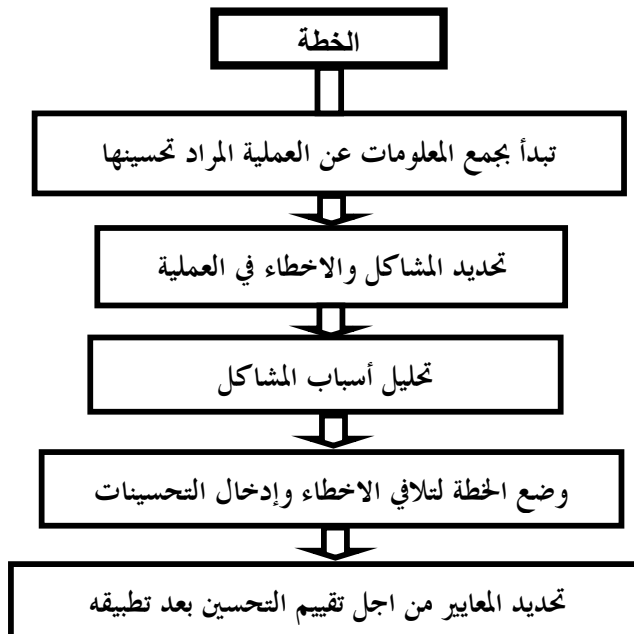 الخطة
تبدأ بجمع المعلومات عن العملية المراد تحسينها
تحديد المشاكل والاخطاء في العملية
تحليل أسباب المشاكل
وضع الخطة لتلافي الاخطاء وإدخال التحسينات
تحديد المعايير من اجل تقييم التحسين بعد تطبيقه